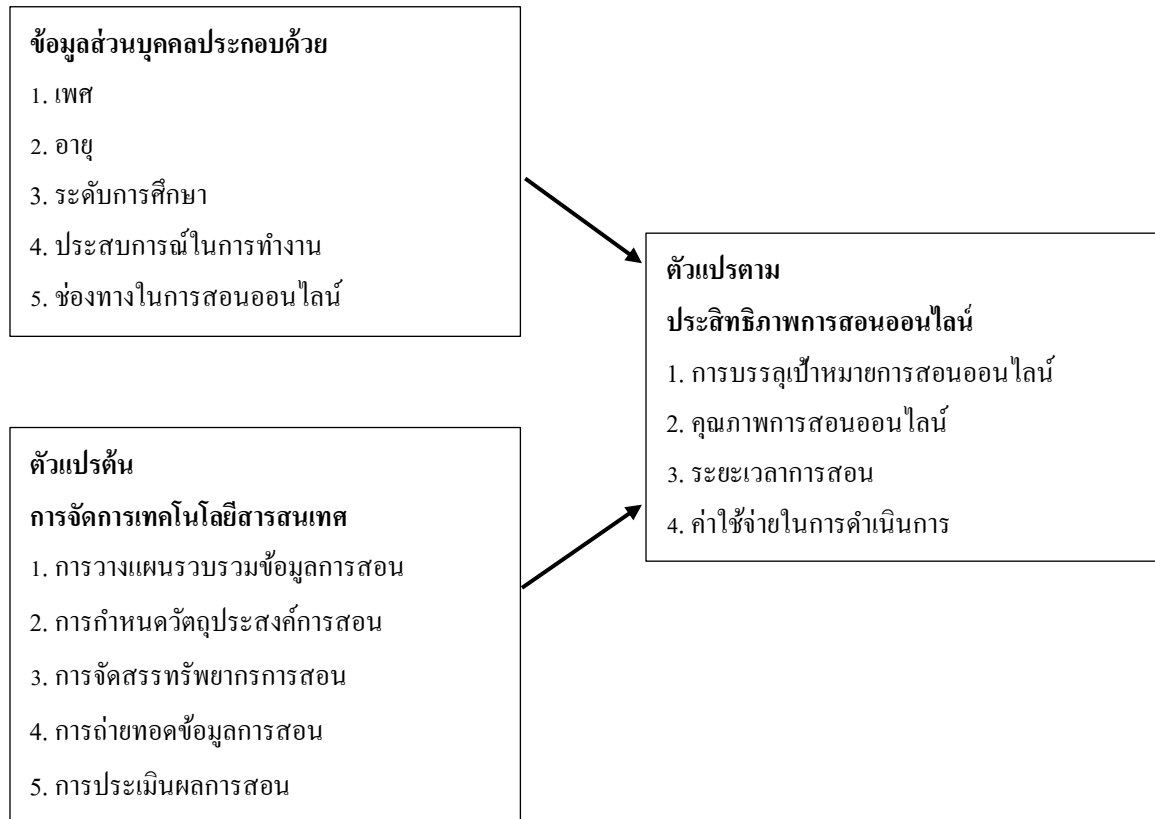 ข้อมูลส่วนบุคคลประกอบด้วย
1. เพศ
2. อายุ
3. ระดับการศึกษา
4. ประสบการณ์ในการทำงาน
5. ช่องทางในการสอนออนไลน์
ตัวแปรต้น
การจัดการเทคโนโลยีสารสนเทศ
1. การวางแผนรวบรวมข้อมูลการสอน
2. การกำหนดวัตถุประสงค์การสอน
3. การจัดสรรทรัพยากรการสอน
4. การถ่ายทอดข้อมูลการสอน
5. การประเมินผลการสอน
ตัวแปรตาม
ประสิทธิภาพการสอนออนไลน์
1. การบรรลุเป้าหมายการสอนออนไลน์
2. คุณภาพการสอนออนไลน์
3. ระยะเวลาการสอน
4. ค่าใช้จ่ายในการดำเนินการ